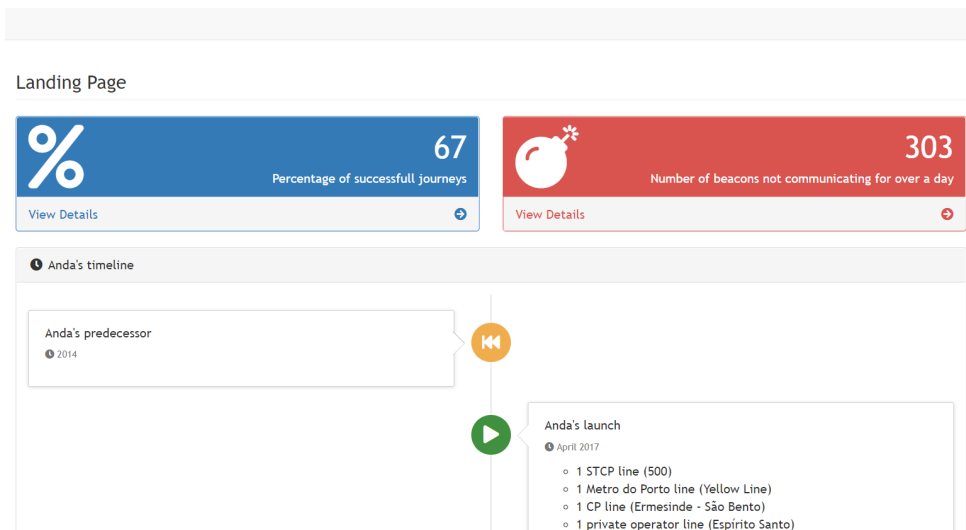 Landing Page
67
Percentage of successfull journeys
View Details
303
Number of beacons not communicating for over a day
View Details
Anda's timeline
Anda's predecessor
2014
Anda's launch
April 2017
1 STCP line (500)
1 Metro do Porto line (Yellow Line)
1 CP line (Ermesinde - São Bento)
1 private operator line (Espírito Santo)